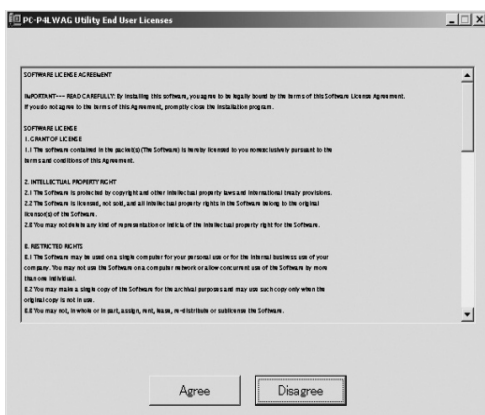 PC-P4LWAG Utility End User Licenses
SOFTWARE LICENSE AGREEMENT
IMPORTANT--- READ CAREFULLY: By installing this software, you agree to be legally bound by the terms of this Software License Agreement.
If you do not agree to the terms of this Agreement, promptly close the installation program.
SOFTWARE LICENSE
1. GRANT OF LICENSE
1.1 The software contained in the packet(s) (The Software) is hereby licensed to you nonexclusively pursuant to the
terms and conditions of this Agreement.
2. INTELLECTUAL PROPERTY RIGHT
2.1 The Software is protected by copyright and other intellectual property laws and international treaty provisions.
2.2 The Software is licensed, not sold, and all intellectual property rights in the Software belong to the original
licensor(s) of the Software.
2.3 You may not delete any kind of representation or indicia of the intellectual property right for the Software.
3. RESTRICTED RIGHTS
3.1 The Software may be used on a single computer for your personal use or for the internal business use of your
company. You may not use the Software on a computer network or allow concurrent use of the Software by more
than one individual.
3.2 You may make a single copy of the Software for the archival purposes and may use such copy only when the
original copy is not in use.
3.3 You may not, in whole or in part, assign, rent, lease, re-distribute or sublicense the Software.
Agree
Disagree